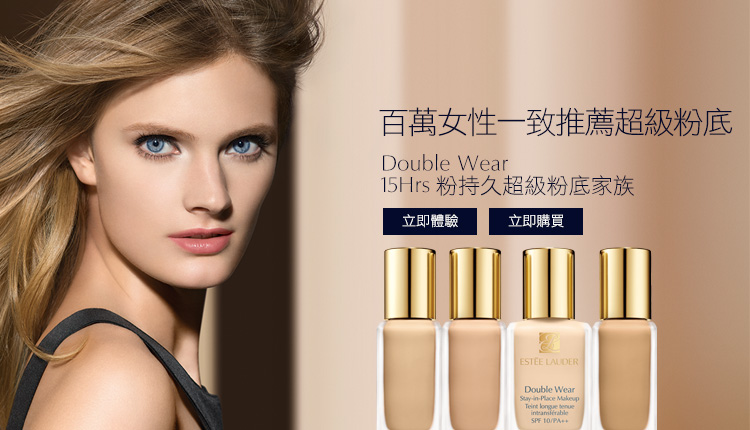 百萬女性一致推薦超級粉底
Double Wear
15Hrs 粉持久超級粉底家族
立即體驗
立即購買
ESTĒE LAUDER
Double Wear
Stay-in-Place Makeup
Teint longue tenue
intransférable
SPF 10/PA++